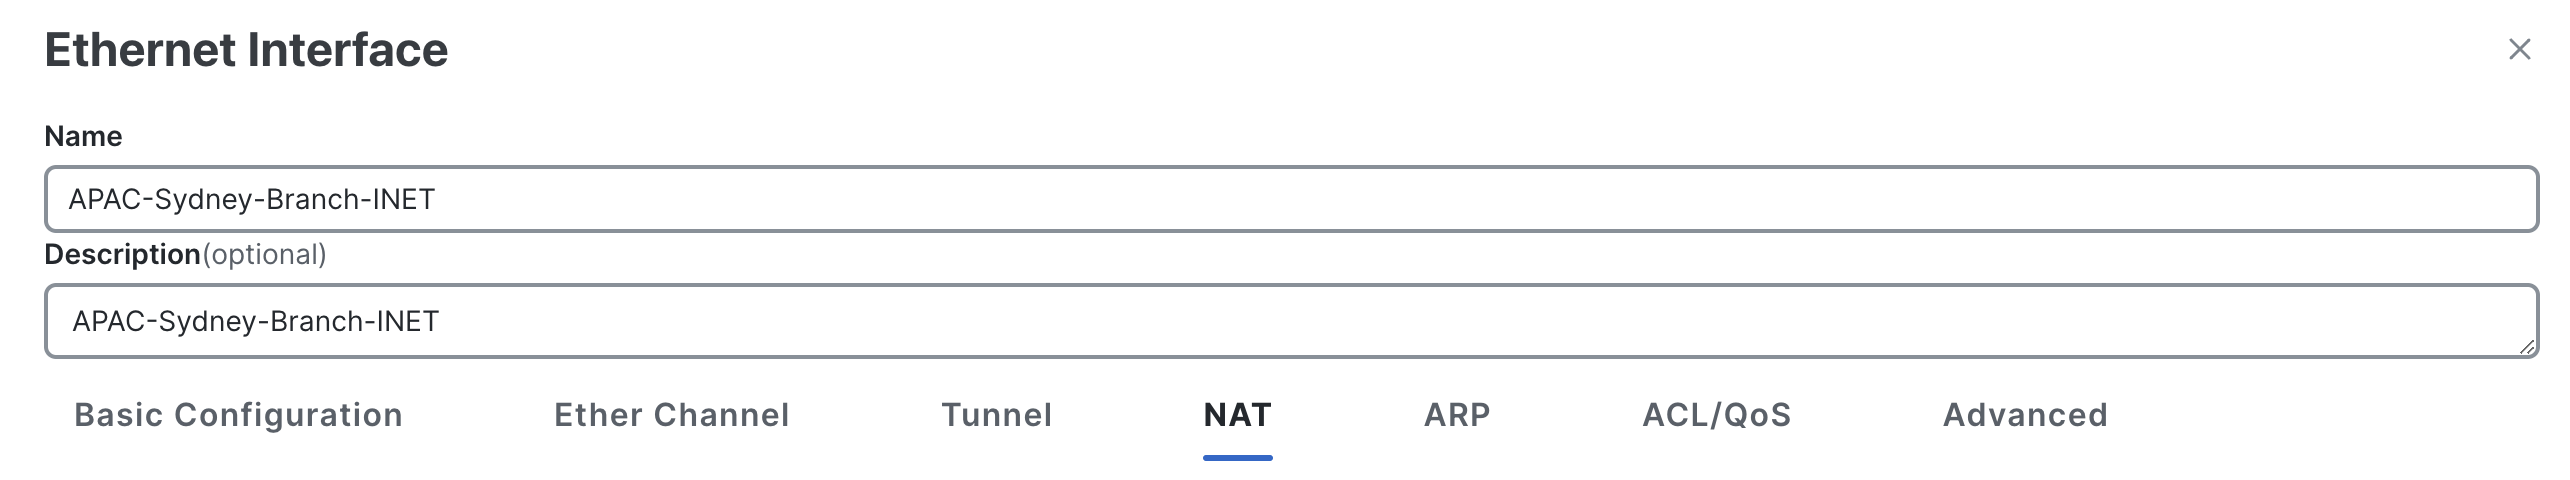 Ethernet Interface
Name
APAC-Sydney-Branch-INET
Description(optional)
APAC-Sydney-Branch-INET
Basic Configuration Ether Channel Tunnel NAT ARP ACL/QoS Advanced